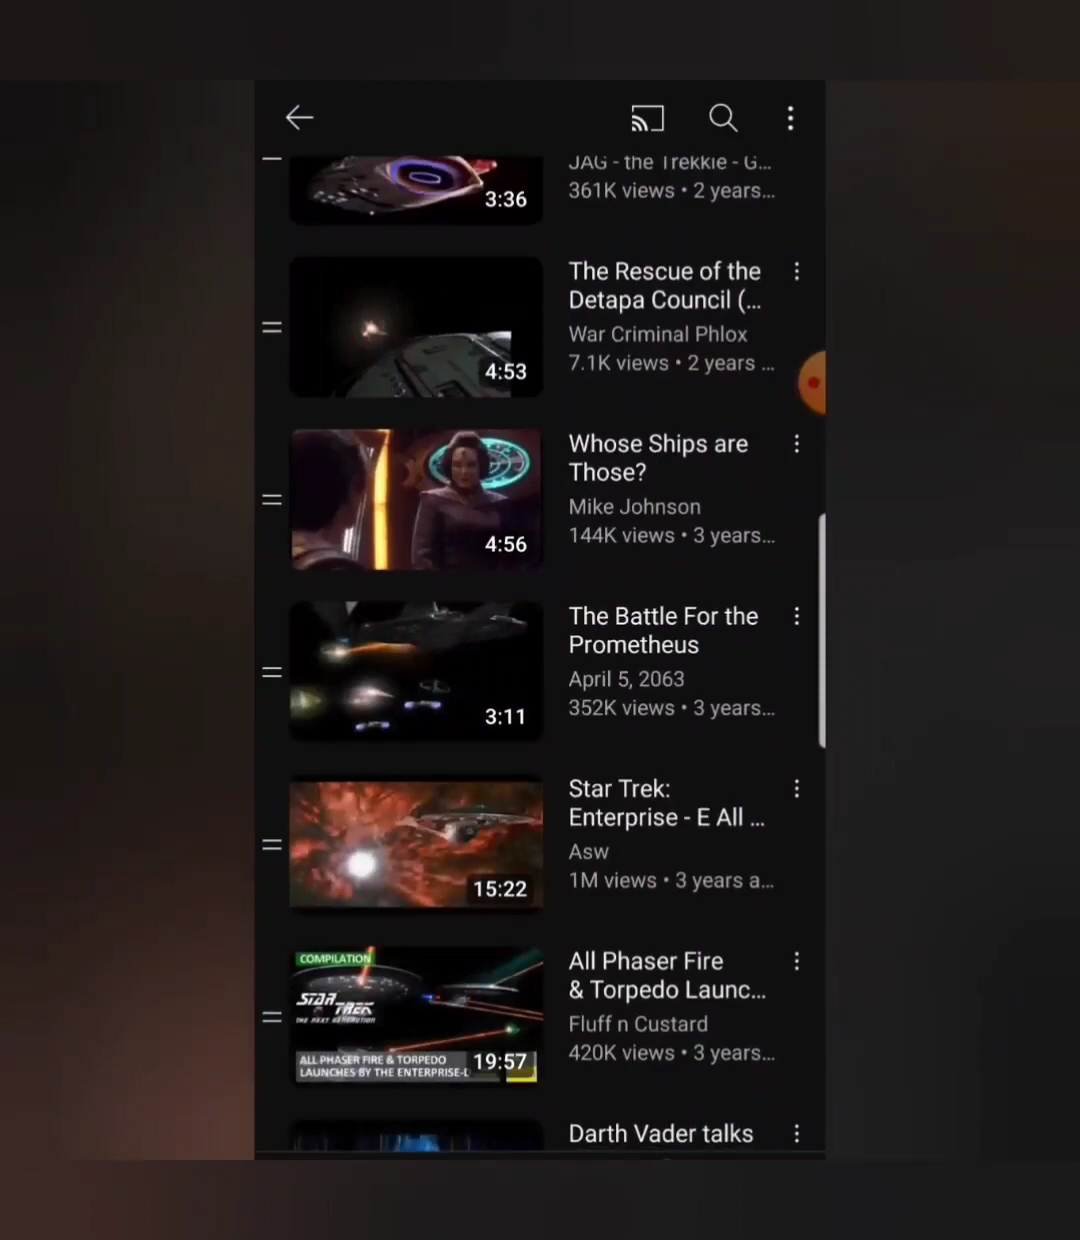 JAG - the Trekkie - G...
361K views • 2 years...
3:36
The Rescue of the
Detapa Council (...
War Criminal Phlox
7.1K views • 2 years ...
4:53
Whose Ships are
Those?
Mike Johnson
144K views • 3 years...
4:56
The Battle For the
Prometheus
April 5, 2063
352K views • 3 years...
3:11
Star Trek:
Enterprise - E All ...
Asw
1M views • 3 years a...
15:22
COMPILATION
STAR TREK
THE NEXT GENERATION
ALL PHASER FIRE & TORPEDO
LAUNCHES BY THE ENTERPRISE-D
19:57
All Phaser Fire
& Torpedo Launc...
Fluff n Custard
420K views • 3 years...
Darth Vader talks